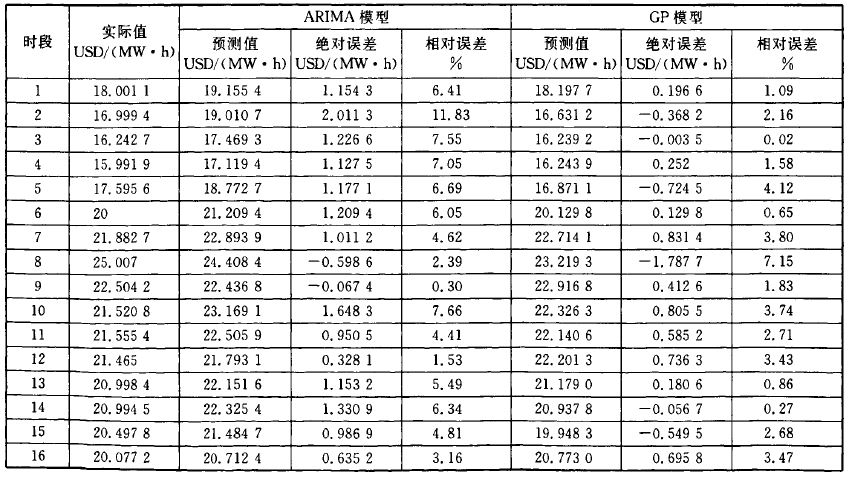 时段 实际值 USD/(MW·h) ARIMA 模型 GP 模型
预测值 USD/(MW·h) 绝对误差 USD/(MW·h) 相对误差 % 预测值 USD/(MW·h) 绝对误差 USD/(MW·h) 相对误差 %
1 18.001 1 19.155 4 1.154 3 6.41 18.197 7 0.196 6 1.09
2 16.999 4 19.010 7 2.011 3 11.83 16.631 2 -0.368 2 2.16
3 16.242 7 17.469 3 1.226 6 7.55 16.239 2 -0.003 5 0.02
4 15.991 9 17.119 4 1.127 5 7.05 16.243 9 0.252 1.58
5 17.595 6 18.772 7 1.177 1 6.69 16.871 1 -0.724 5 4.12
6 20 21.209 4 1.209 4 6.05 20.129 8 0.129 8 0.65
7 21.882 7 22.893 9 1.011 2 4.62 22.714 1 0.831 4 3.80
8 25.007 24.408 4 -0.598 6 2.39 23.219 3 -1.787 7 7.15
9 22.504 2 22.436 8 -0.067 4 0.30 22.916 8 0.412 6 1.83
10 21.520 8 23.169 1 1.648 3 7.66 22.326 3 0.805 5 3.74
11 21.555 4 22.505 9 0.950 5 4.41 22.140 6 0.585 2 2.71
12 21.465 21.793 1 0.328 1 1.53 22.201 3 0.736 3 3.43
13 20.998 4 22.151 6 1.153 2 5.49 21.179 0 0.180 6 0.86
14 20.994 5 22.325 4 1.330 9 6.34 20.937 8 -0.056 7 0.27
15 20.497 8 21.484 7 0.986 9 4.81 19.948 3 -0.549 5 2.68
16 20.077 2 20.712 4 0.635 2 3.16 20.773 0 0.695 8 3.47